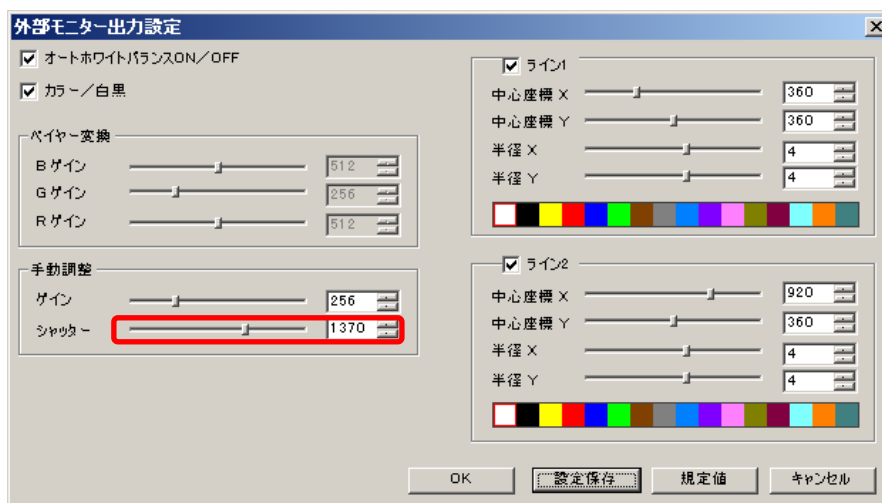 外部モニター出力設定
オートホワイトバランスON／OFF
カラー／白黒
ベイヤー変換
Bゲイン 512
Gゲイン 256
Rゲイン 512
手動調整
ゲイン 256
シャッター 1370
ライン1
中心座標 X 360
中心座標 Y 360
半径 X 4
半径 Y 4
ライン2
中心座標 X 920
中心座標 Y 360
半径 X 4
半径 Y 4
OK 設定保存 規定値 キャンセル